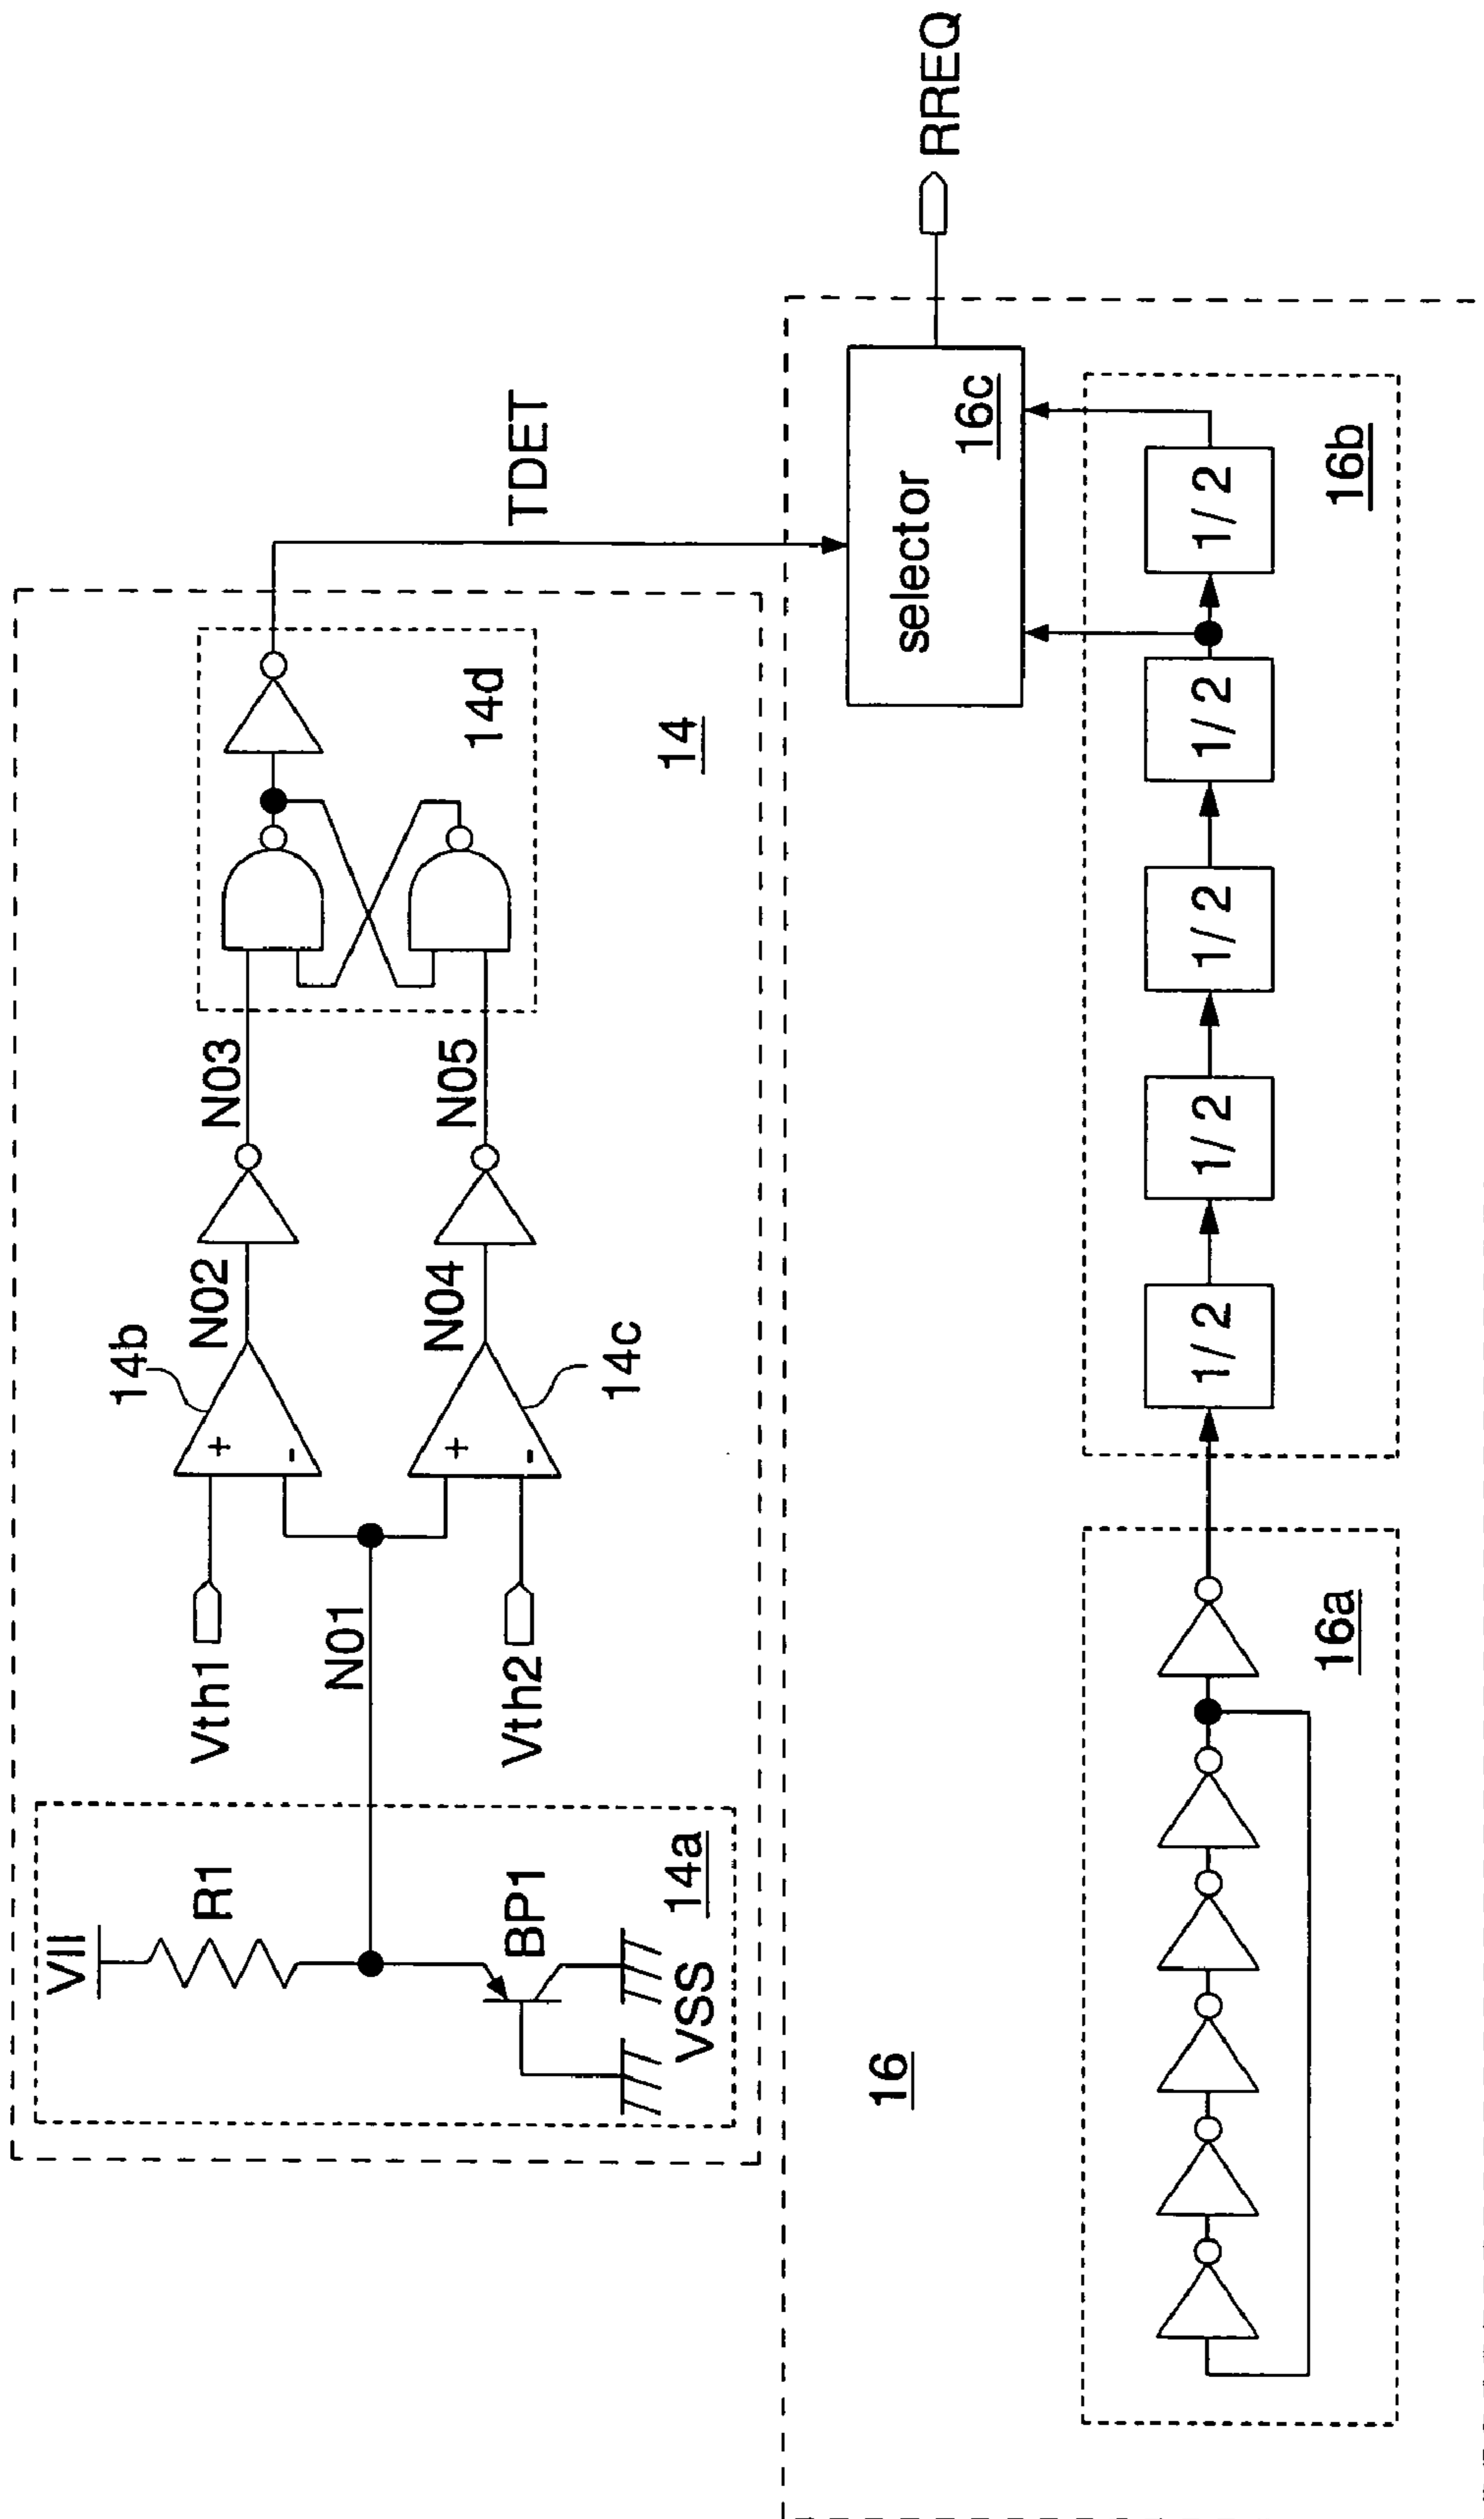 VII
R1
BP1
VSS
14a
N01
Vth1
Vth2
+
-
+
-
14b
14c
N02
N04
N03
N05
14d
14
TDET
16
16a
1/2
1/2
1/2
1/2
1/2
16b
selector
16c
RREQ